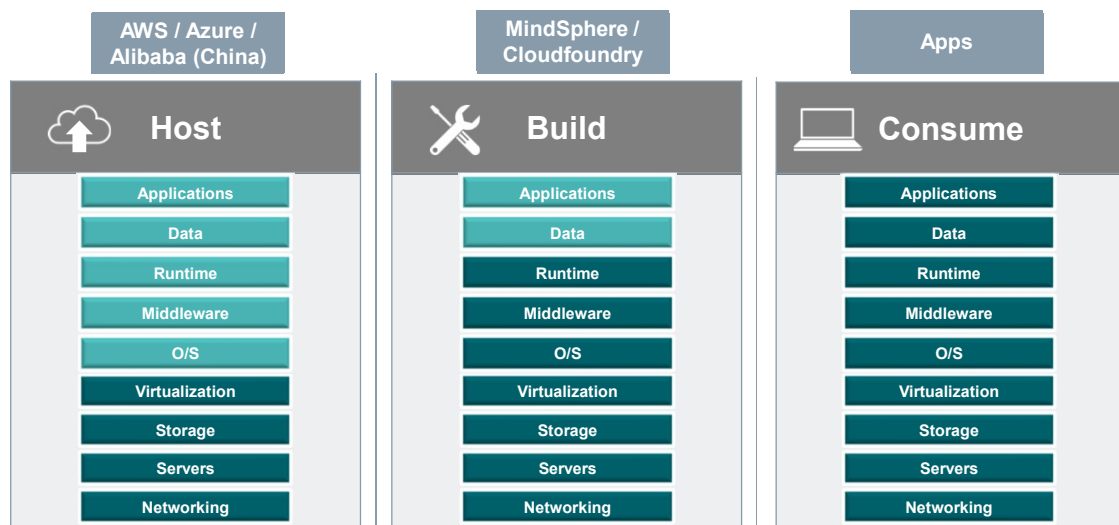 AWS / Azure /
Alibaba (China)
Host
Applications
Data
Runtime
Middleware
O/S
Virtualization
Storage
Servers
Networking
MindSphere /
Cloudfoundry
Build
Applications
Data
Runtime
Middleware
O/S
Virtualization
Storage
Servers
Networking
Apps
Consume
Applications
Data
Runtime
Middleware
O/S
Virtualization
Storage
Servers
Networking